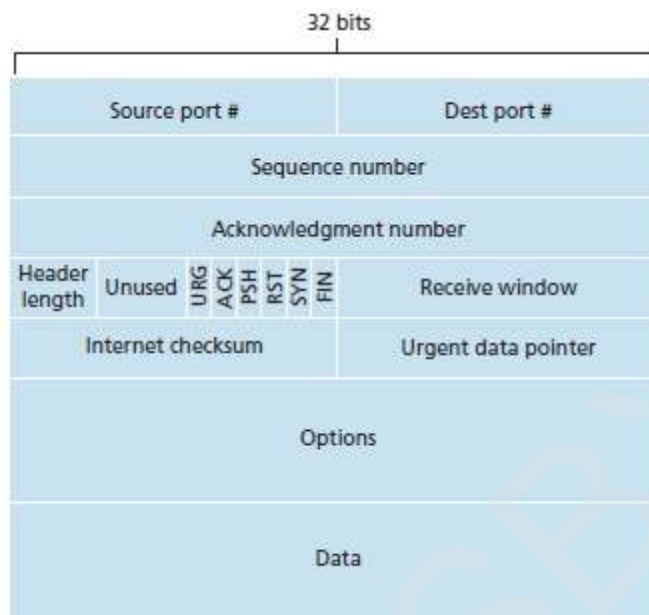 32 bits
Source port #
Dest port #
Sequence number
Acknowledgment number
Header
length
Unused
URG
ACK
PSH
RST
SYN
FIN
Receive window
Internet checksum
Urgent data pointer
Options
Data